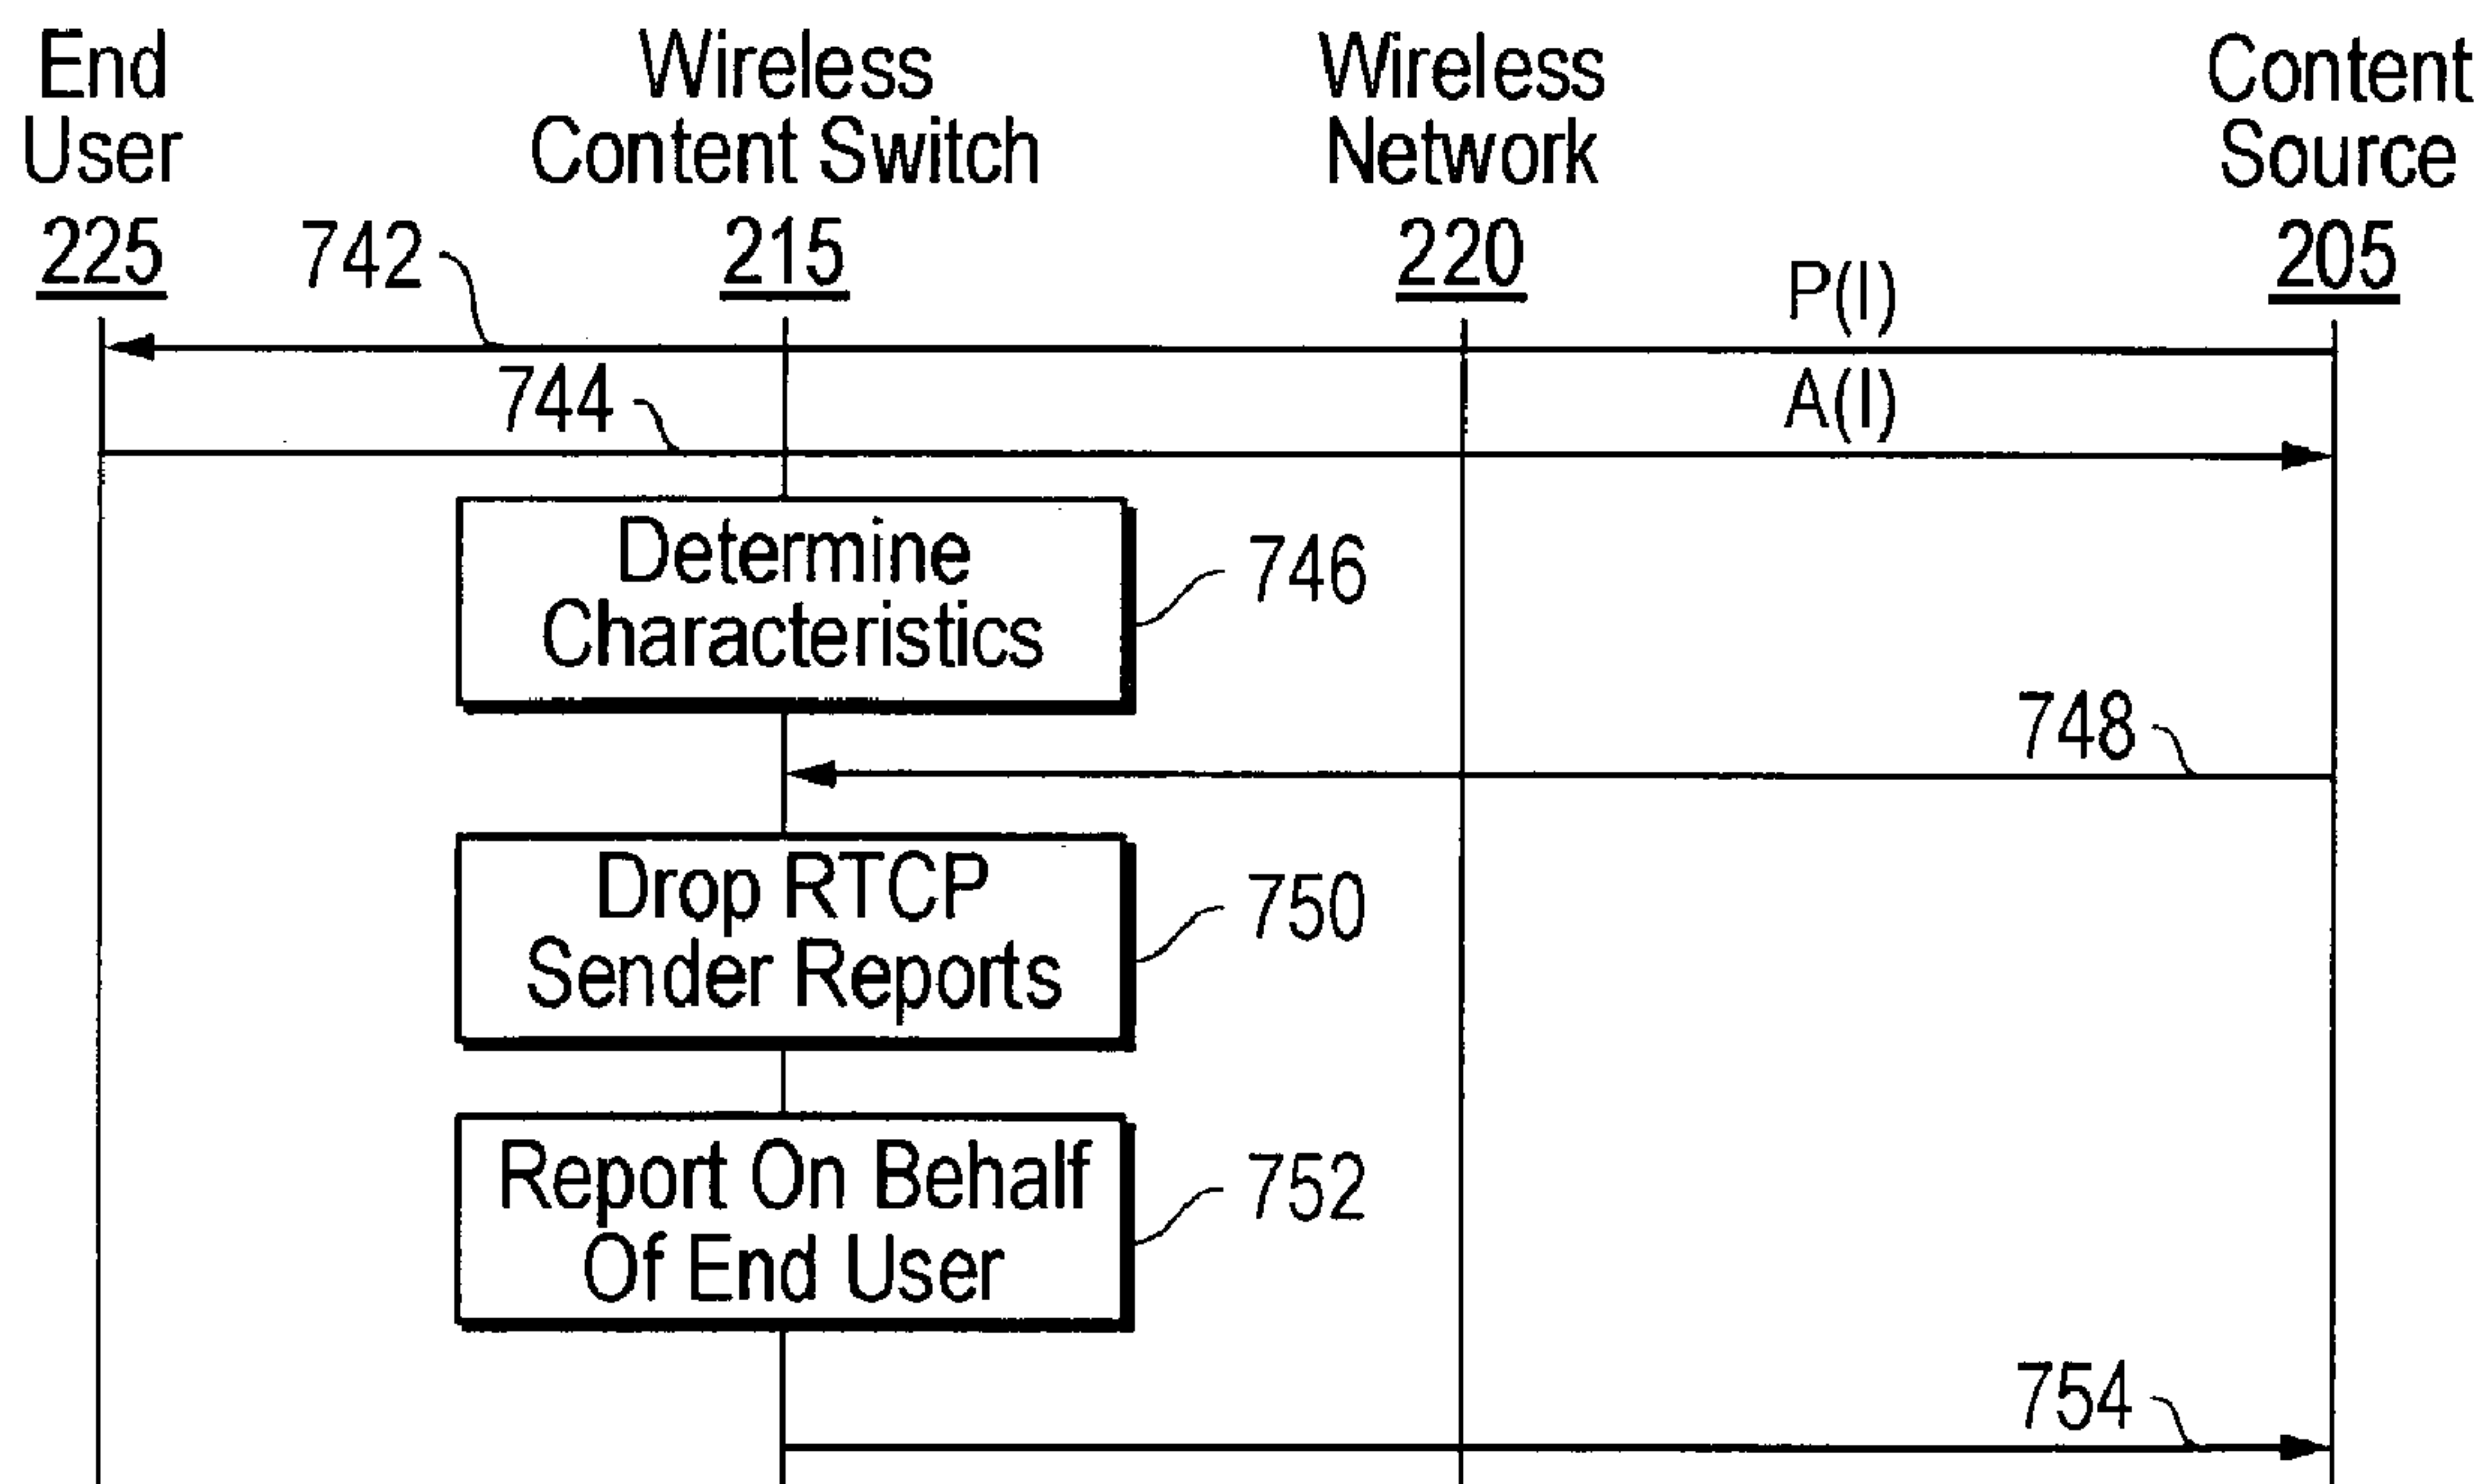 End
User
225
Wireless
Content Switch
215
Wireless
Network
220
Content
Source
205
742
P(I)
744
A(I)
Determine
Characteristics
746
748
Drop RTCP
Sender Reports
750
Report On Behalf
Of End User
752
754